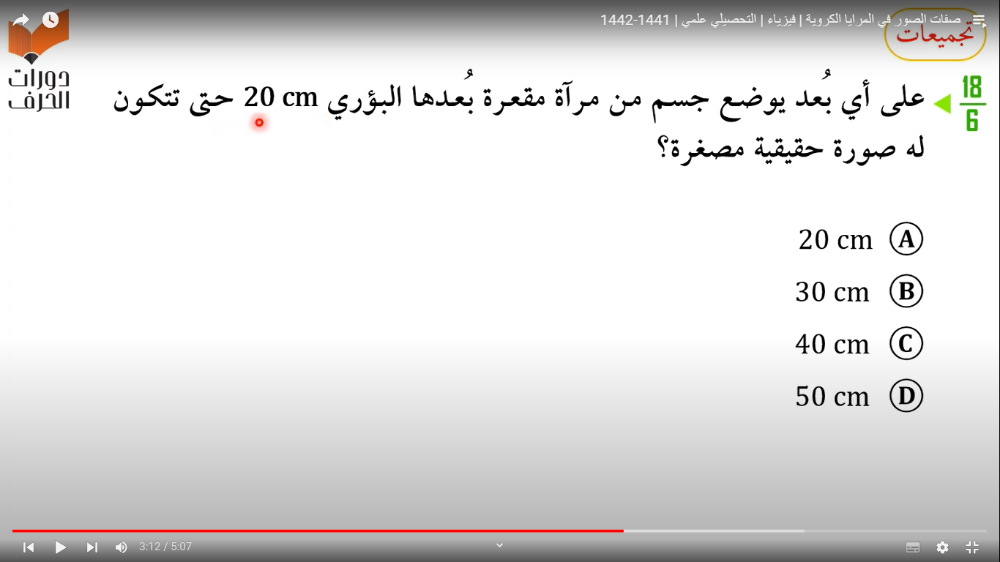 صفات الصور في المرايا الكروية | فيزياء | التحصيلي علمي | 1441-1442
تجميعات
دورات
الحرف
18
6
على أي بُعد يوضع جسم من مرآة مقعرة بُعدها البؤري 20 cm حتى تتكون
له صورة حقيقية مصغرة؟
A 20 cm
B 30 cm
C 40 cm
D 50 cm
3:12 / 5:07